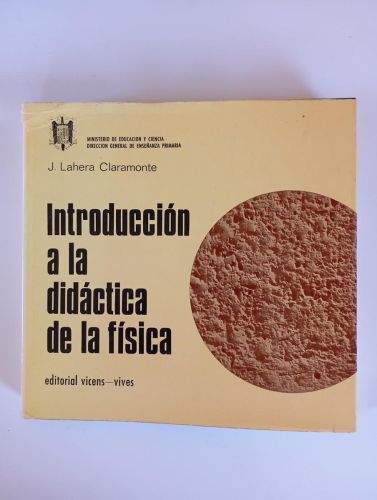 MINISTERIO DE EDUCACION Y CIENCIA
DIRECCION GENERAL DE ENSEÑANZA PRIMARIA
J. Lahera Claramonte
Introducción
a la
didáctica
de la física
editorial vicens—vives